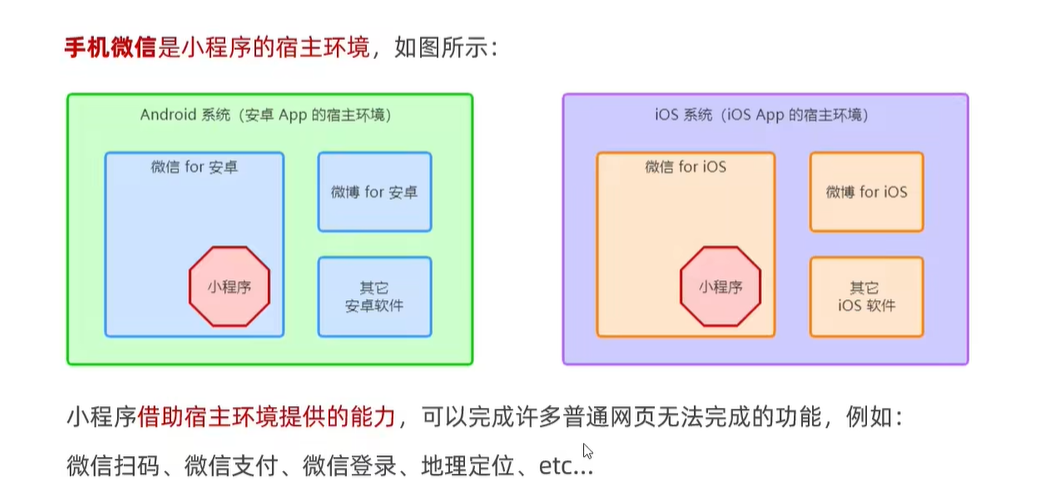 手机微信是小程序的宿主环境，如图所示：
Android 系统（安卓 App 的宿主环境）
微信 for 安卓
微博 for 安卓
小程序
其它
安卓软件
iOS 系统（iOS App 的宿主环境）
微信 for iOS
微博 for iOS
小程序
其它
iOS 软件
小程序借助宿主环境提供的能力，可以完成许多普通网页无法完成的功能，例如：
微信扫码、微信支付、微信登录、地理定位、etc...